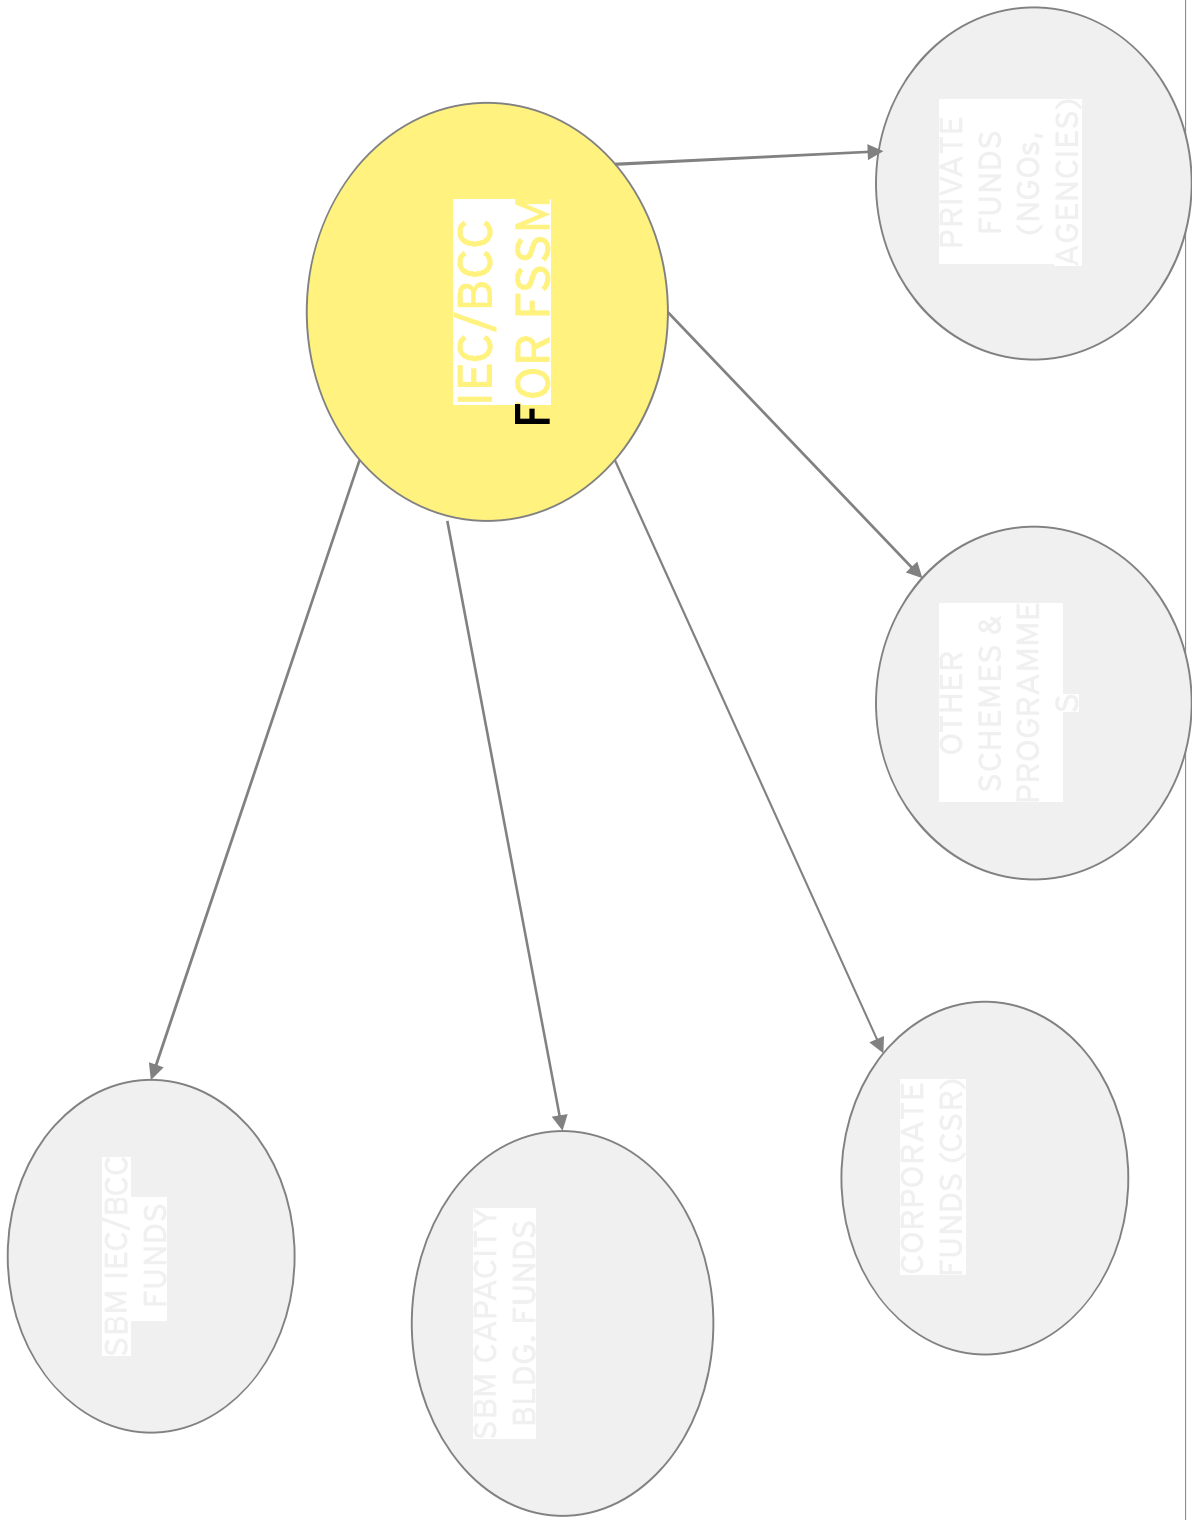 IEC/BCC
FOR FSSM
PRIVATE
FUNDS
(NGOs,
AGENCIES)
OTHER
SCHEMES &
PROGRAMME
S
CORPORATE
FUNDS (CSR)
SBM CAPACITY
BLDG. FUNDS
SBM IEC/BCC
FUNDS